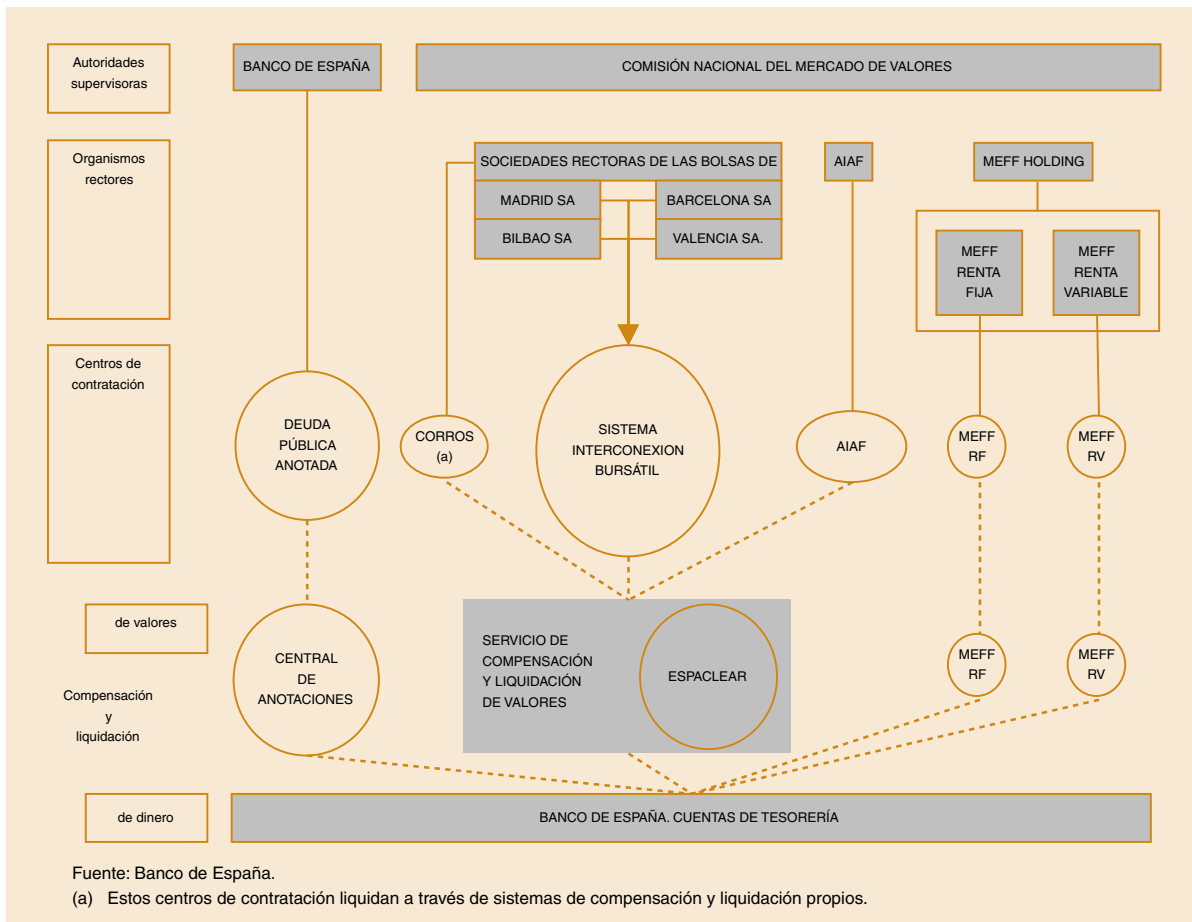 Autoridades
supervisoras
BANCO DE ESPAÑA
COMISIÓN NACIONAL DEL MERCADO DE VALORES
Organismos
rectores
SOCIEDADES RECTORAS DE LAS BOLSAS DE
MADRID SA
BARCELONA SA
BILBAO SA
VALENCIA SA.
AIAF
MEFF HOLDING
MEFF
RENTA
FIJA
MEFF
RENTA
VARIABLE
Centros de
contratación
DEUDA
PÚBLICA
ANOTADA
CORROS
(a)
SISTEMA
INTERCONEXION
BURSÁTIL
AIAF
MEFF
RF
MEFF
RV
de valores
Compensación
y
liquidación
CENTRAL
DE
ANOTACIONES
SERVICIO DE
COMPENSACIÓN
Y LIQUIDACIÓN
DE VALORES
ESPACLEAR
MEFF
RF
MEFF
RV
de dinero
BANCO DE ESPAÑA. CUENTAS DE TESORERÍA
Fuente: Banco de España.
(a) Estos centros de contratación liquidan a través de sistemas de compensación y liquidación propios.